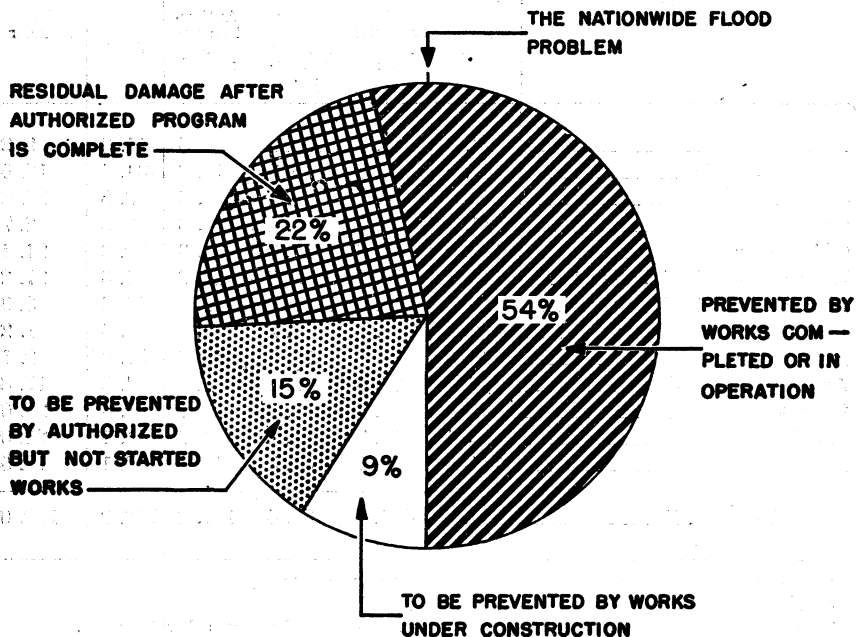 THE NATIONWIDE FLOOD
PROBLEM
RESIDUAL DAMAGE AFTER
AUTHORIZED PROGRAM
IS COMPLETE
22%
54%
PREVENTED BY
WORKS COM—
PLETED OR IN
OPERATION
15%
TO BE PREVENTED
BY AUTHORIZED
BUT NOT STARTED
WORKS
9%
TO BE PREVENTED BY WORKS
UNDER CONSTRUCTION